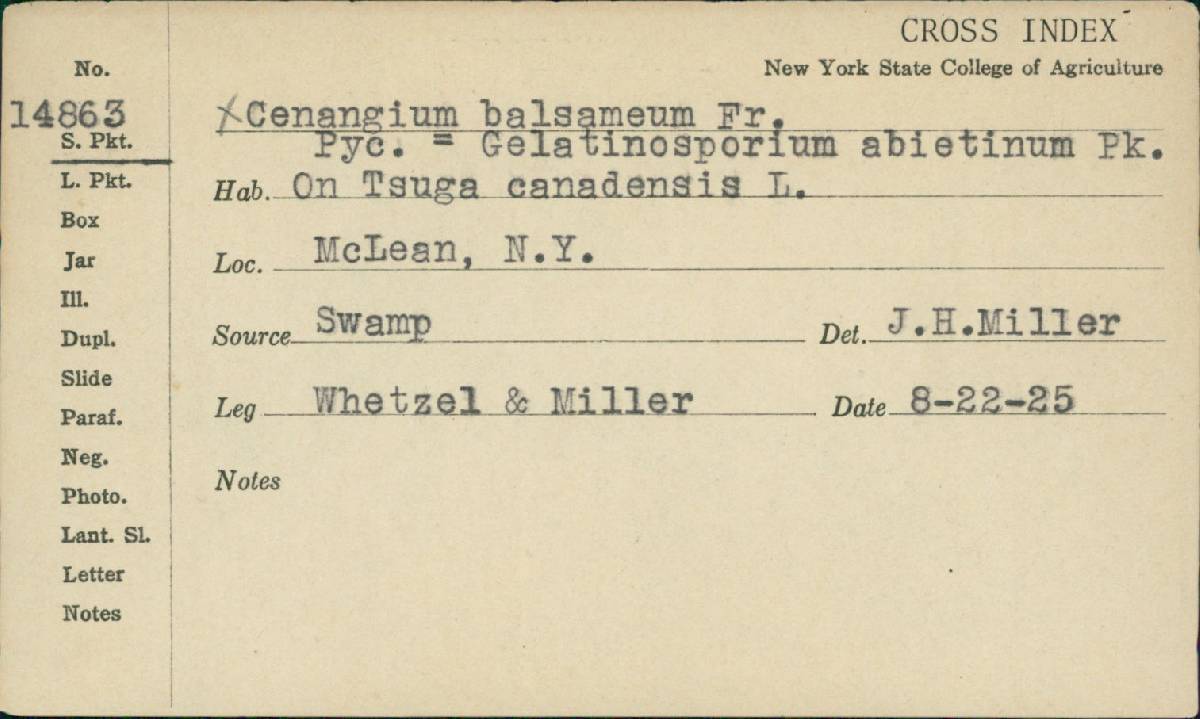 CROSS INDEX
New York State College of Agriculture
No.
14863
S. Pkt.
L. Pkt.
Box
Jar
Ill.
Dupl.
Slide
Paraf.
Neg.
Photo.
Lant. Sl.
Letter
Notes
XCenangium balsameum Fr.
Pyc. = Gelatinosporium abietinum Pk.
Hab. On Tsuga canadensis L.
Loc. McLean, N.Y.
Source Swamp Det. J.H.Miller
Leg Whetzel & Miller Date 8-22-25
Notes